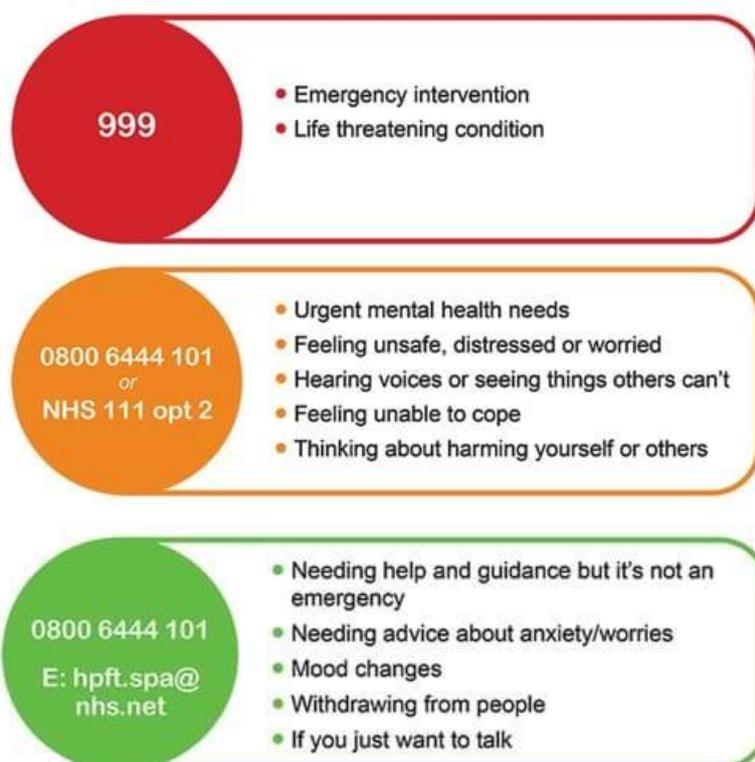 999
• Emergency intervention
• Life threatening condition
0800 6444 101
or
NHS 111 opt 2
• Urgent mental health needs
• Feeling unsafe, distressed or worried
• Hearing voices or seeing things others can't
• Feeling unable to cope
• Thinking about harming yourself or others
0800 6444 101
E: hpft.spa@
nhs.net
• Needing help and guidance but it's not an
emergency
• Needing advice about anxiety/worries
• Mood changes
• Withdrawing from people
• If you just want to talk